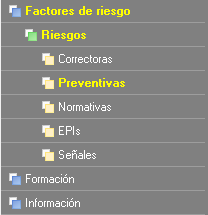 Factores de riesgo
Riesgos
Correctoras
Preventivas
Normativas
EPIs
Señales
Formación
Información